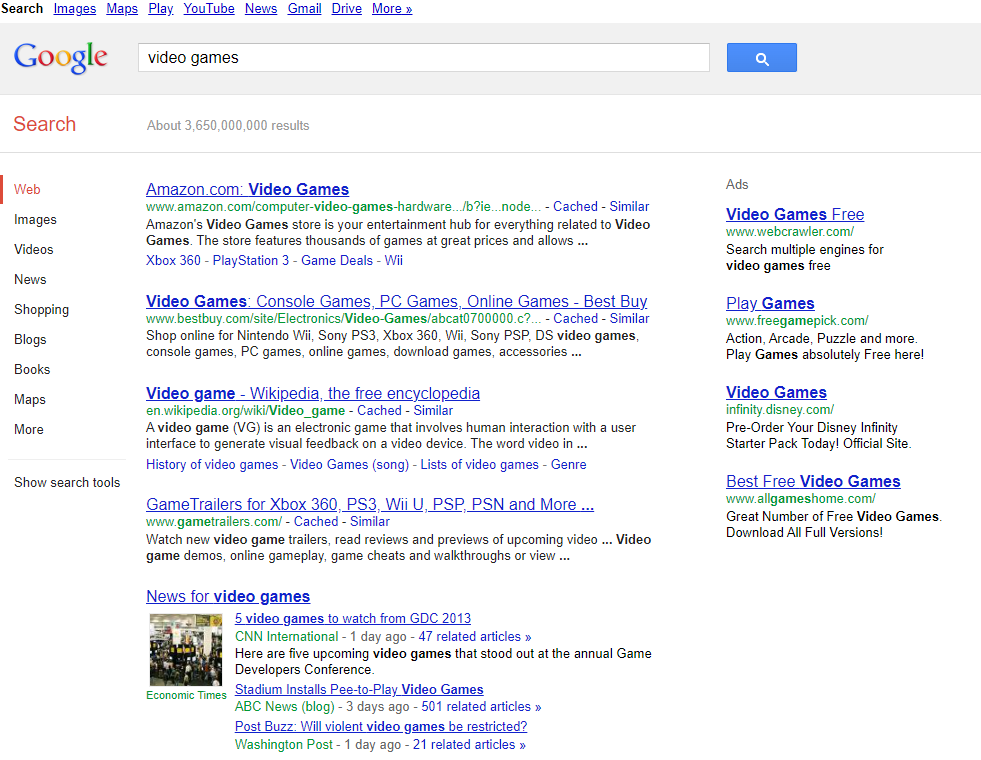 Search Images Maps Play YouTube News Gmail Drive More »
Google
video games
Search
About 3,650,000,000 results
Web
Images
Videos
News
Shopping
Blogs
Books
Maps
More
Show search tools
Amazon.com: Video Games
www.amazon.com/computer-video-games-hardware.../b?ie...node... - Cached - Similar
Amazon's Video Games store is your entertainment hub for everything related to Video
Games. The store features thousands of games at great prices and allows ...
Xbox 360 - PlayStation 3 - Game Deals - Wii
Video Games: Console Games, PC Games, Online Games - Best Buy
www.bestbuy.com/site/Electronics/Video-Games/abcat0700000.c?... - Cached - Similar
Shop online for Nintendo Wii, Sony PS3, Xbox 360, Wii, Sony PSP, DS video games,
console games, PC games, online games, download games, accessories ...
Video game - Wikipedia, the free encyclopedia
en.wikipedia.org/wiki/Video_game - Cached - Similar
A video game (VG) is an electronic game that involves human interaction with a user
interface to generate visual feedback on a video device. The word video in ...
History of video games - Video Games (song) - Lists of video games - Genre
GameTrailers for Xbox 360, PS3, Wii U, PSP, PSN and More ...
www.gametrailers.com/ - Cached - Similar
Watch new video game trailers, read reviews and previews of upcoming video ... Video
game demos, online gameplay, game cheats and walkthroughs or view ...
News for video games
Economic Times
5 video games to watch from GDC 2013
CNN International - 1 day ago - 47 related articles »
Here are five upcoming video games that stood out at the annual Game
Developers Conference.
Stadium Installs Pee-to-Play Video Games
ABC News (blog) - 3 days ago - 501 related articles »
Post Buzz: Will violent video games be restricted?
Washington Post - 1 day ago - 21 related articles »
Ads
Video Games Free
www.webcrawler.com/
Search multiple engines for
video games free
Play Games
www.freegamepick.com/
Action, Arcade, Puzzle and more.
Play Games absolutely Free here!
Video Games
infinity.disney.com/
Pre-Order Your Disney Infinity
Starter Pack Today! Official Site.
Best Free Video Games
www.allgameshome.com/
Great Number of Free Video Games.
Download All Full Versions!